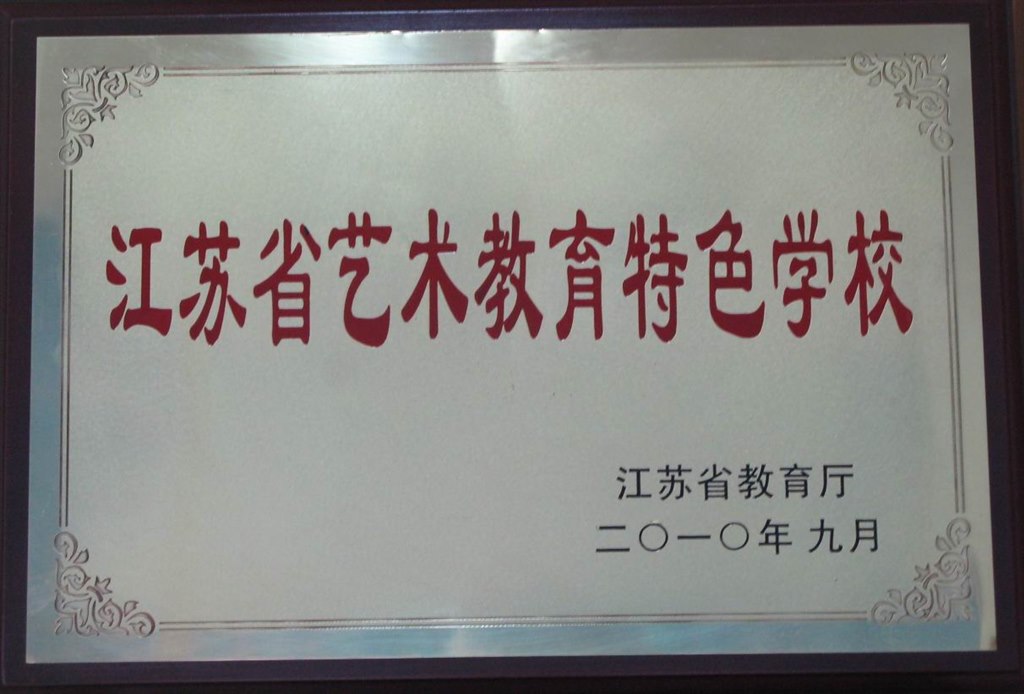 江苏省艺术教育特色学校
江苏省教育厅
二〇一〇年 九月